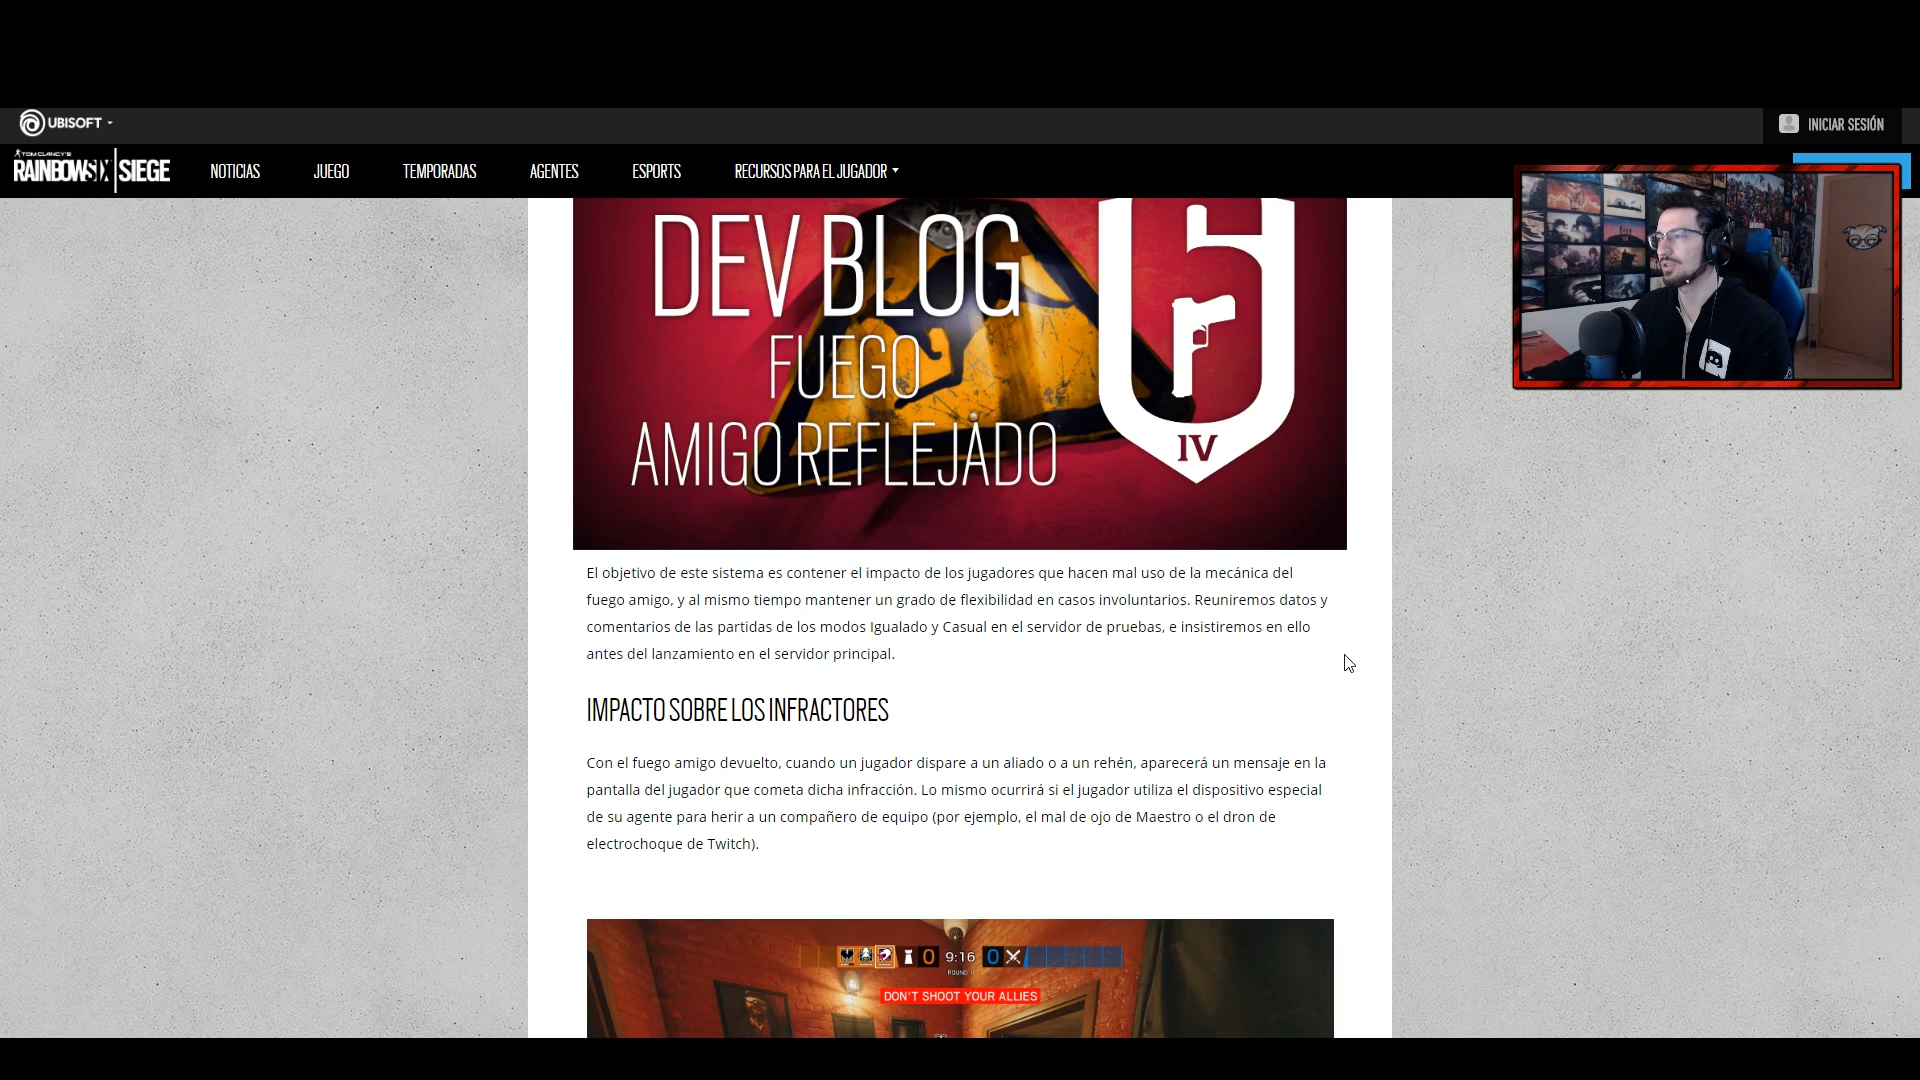 UBISOFT
INICIAR SESIÓN
TOM CLANCY'S
RAINBOW SIX | SIEGE
NOTICIAS
JUEGO
TEMPORADAS
AGENTES
ESPORTS
RECURSOS PARA EL JUGADOR
DEV BLOG
FUEGO
AMIGO REFLEJADO
IV
El objetivo de este sistema es contener el impacto de los jugadores que hacen mal uso de la mecánica del
fuego amigo, y al mismo tiempo mantener un grado de flexibilidad en casos involuntarios. Reuniremos datos y
comentarios de las partidas de los modos Igualado y Casual en el servidor de pruebas, e insistiremos en ello
antes del lanzamiento en el servidor principal.
IMPACTO SOBRE LOS INFRACTORES
Con el fuego amigo devuelto, cuando un jugador dispare a un aliado o a un rehén, aparecerá un mensaje en la
pantalla del jugador que cometa dicha infracción. Lo mismo ocurrirá si el jugador utiliza el dispositivo especial
de su agente para herir a un compañero de equipo (por ejemplo, el mal de ojo de Maestro o el dron de
electrochoque de Twitch).
0 9:16 0
ROUND
DON'T SHOOT YOUR ALLIES